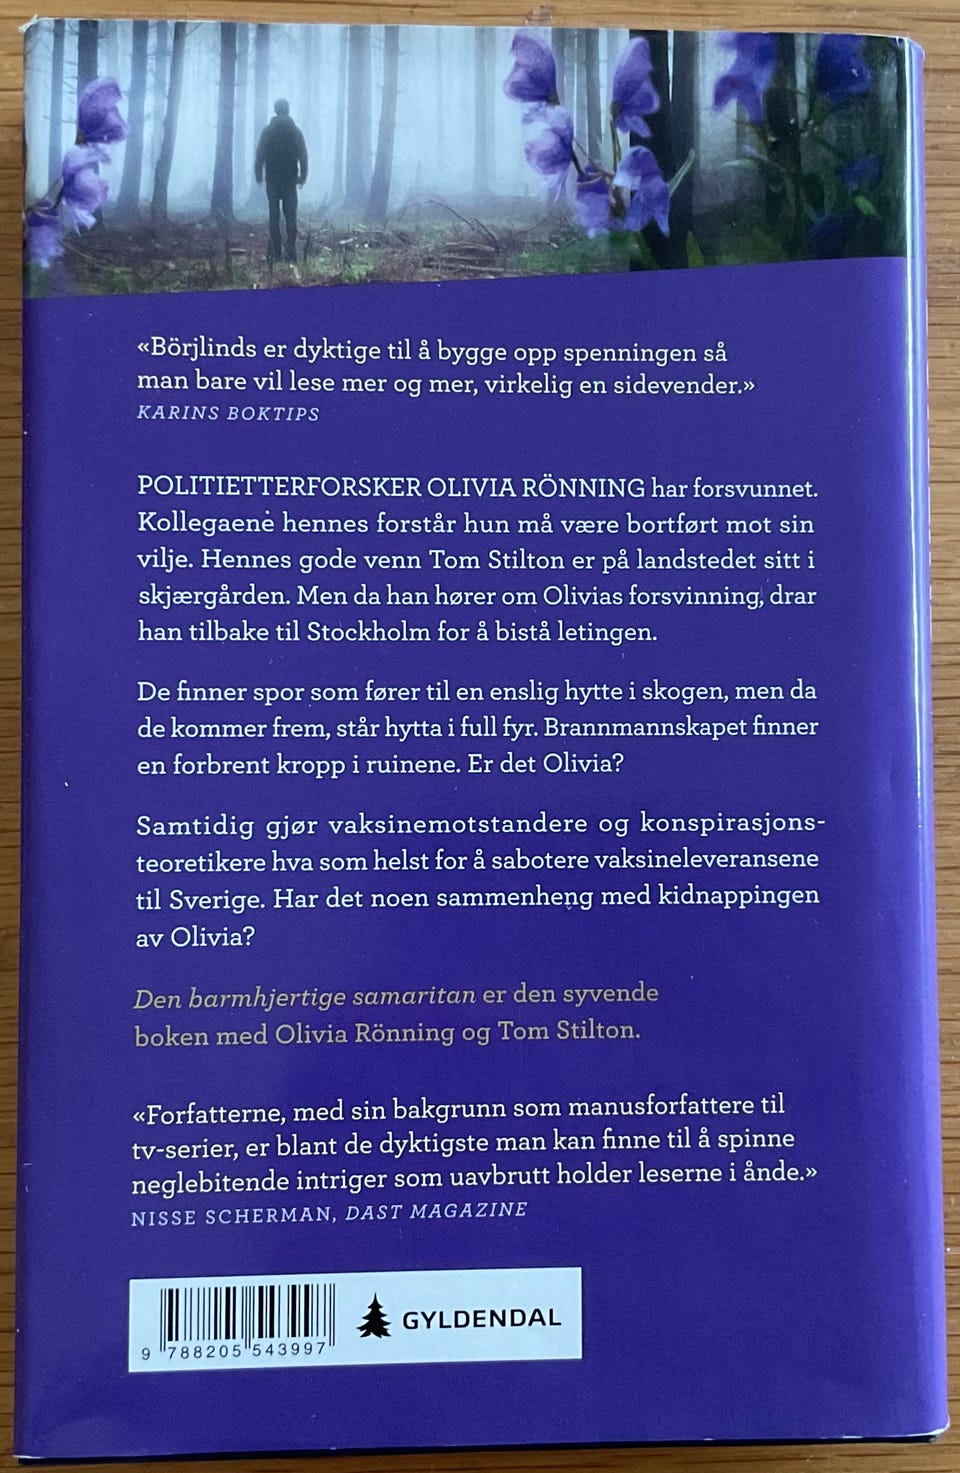 «Börjlinds er dyktige til å bygge opp spenningen så
man bare vil lese mer og mer, virkelig en sidevender.»
KARINS BOKTIPS
POLITIETTERFORSKER OLIVIA RÖNNING har forsvunnet.
Kollegaene hennes forstår hun må være bortført mot sin
vilje. Hennes gode venn Tom Stilton er på landstedet sitt i
skjærgården. Men da han hører om Olivias forsvinning, drar
han tilbake til Stockholm for å bistå letingen.
De finner spor som fører til en enslig hytte i skogen, men da
de kommer frem, står hytta i full fyr. Brannmannskapet finner
en forbrent kropp i ruinene. Er det Olivia?
Samtidig gjør vaksinemotstandere og konspirasjons-
teoretikere hva som helst for å sabotere vaksineleveransene
til Sverige. Har det noen sammenheng med kidnappingen
av Olivia?
Den barmhjertige samaritan er den syvende
boken med Olivia Rönning og Tom Stilton.
«Forfatterne, med sin bakgrunn som manusforfattere til
tv-serier, er blant de dyktigste man kan finne til å spinne
neglebitende intriger som uavbrutt holder leserne i ånde.»
NISSE SCHERMAN, DAST MAGAZINE
GYLDENDAL
9 788205 543997